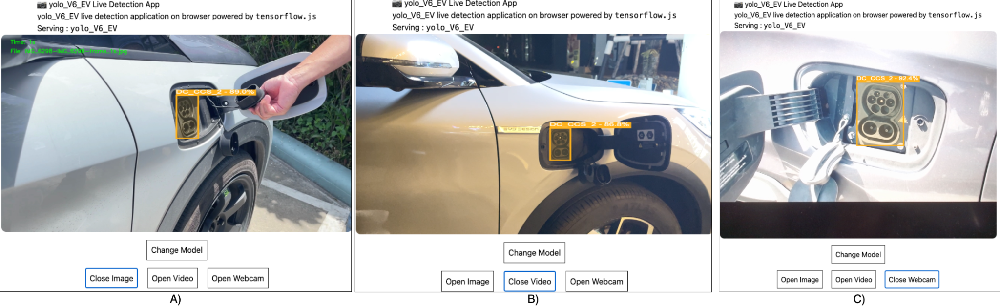 yolo_V6_EV Live Detection App
yolo_V6_EV live detection application on browser powered by tensorflow.js
Serving : yolo_V6_EV
Time: 1s
File: IMG_6298-IMG_6298-frome_1s.jpg
DC_CCS_2 - 89.0%
Change Model
Close Image Open Video Open Webcam
A)
yolo_V6_EV Live Detection App
yolo_V6_EV live detection application on browser powered by tensorflow.js
Serving : yolo_V6_EV
DC_CCS_2 - 86.8%
BYD DESIGN
Change Model
Open Image Close Video Open Webcam
B)
yolo_V6_EV Live Detection App
yolo_V6_EV live detection application on browser powered by tensorflow.js
Serving : yolo_V6_EV
DC_CCS_2 - 92.4%
Change Model
Open Image Open Video Close Webcam
C)